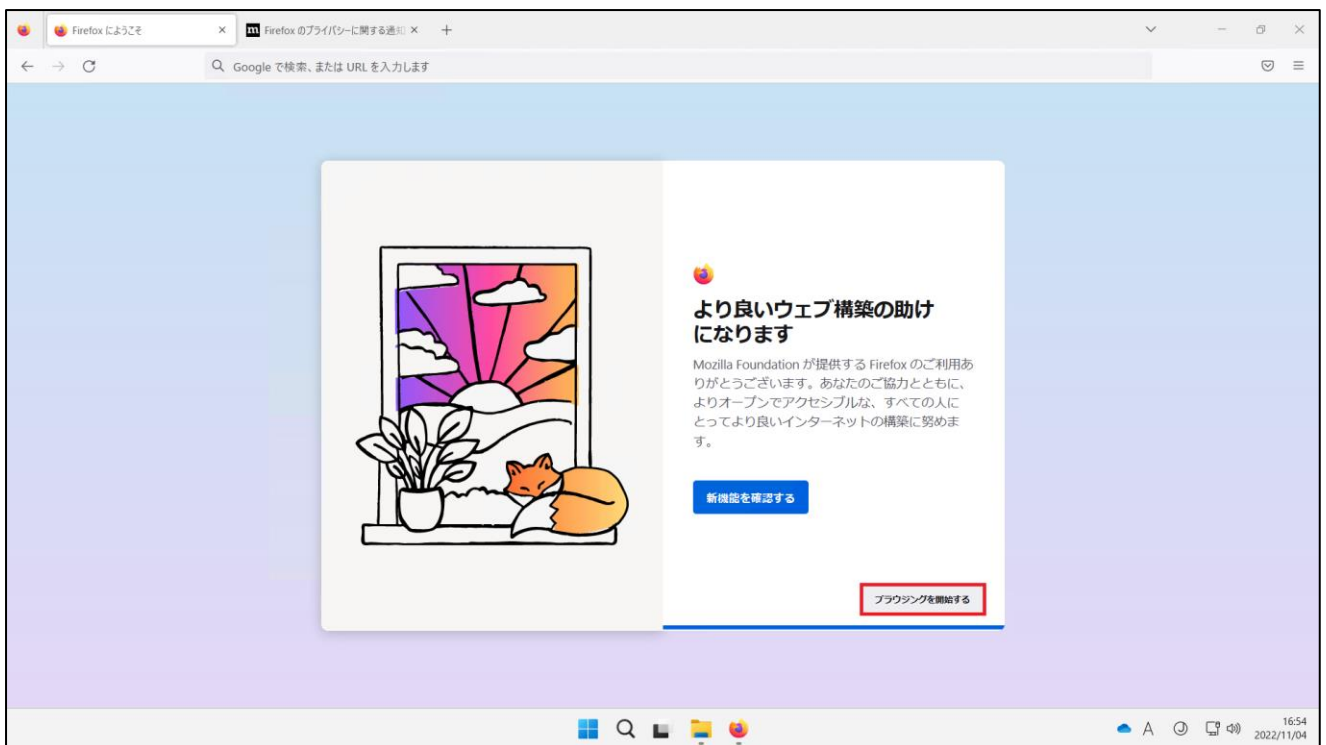 Firefox にようこそ
Firefox のプライバシーに関する通知
Google で検索、または URL を入力します
より良いウェブ構築の助け
になります
Mozilla Foundation が提供する Firefox のご利用あ
りがとうございます。あなたのご協力とともに、
よりオープンでアクセシブルな、すべての人に
とってより良いインターネットの構築に努めま
す。
新機能を確認する
ブラウジングを開始する
A
16:54
2022/11/04